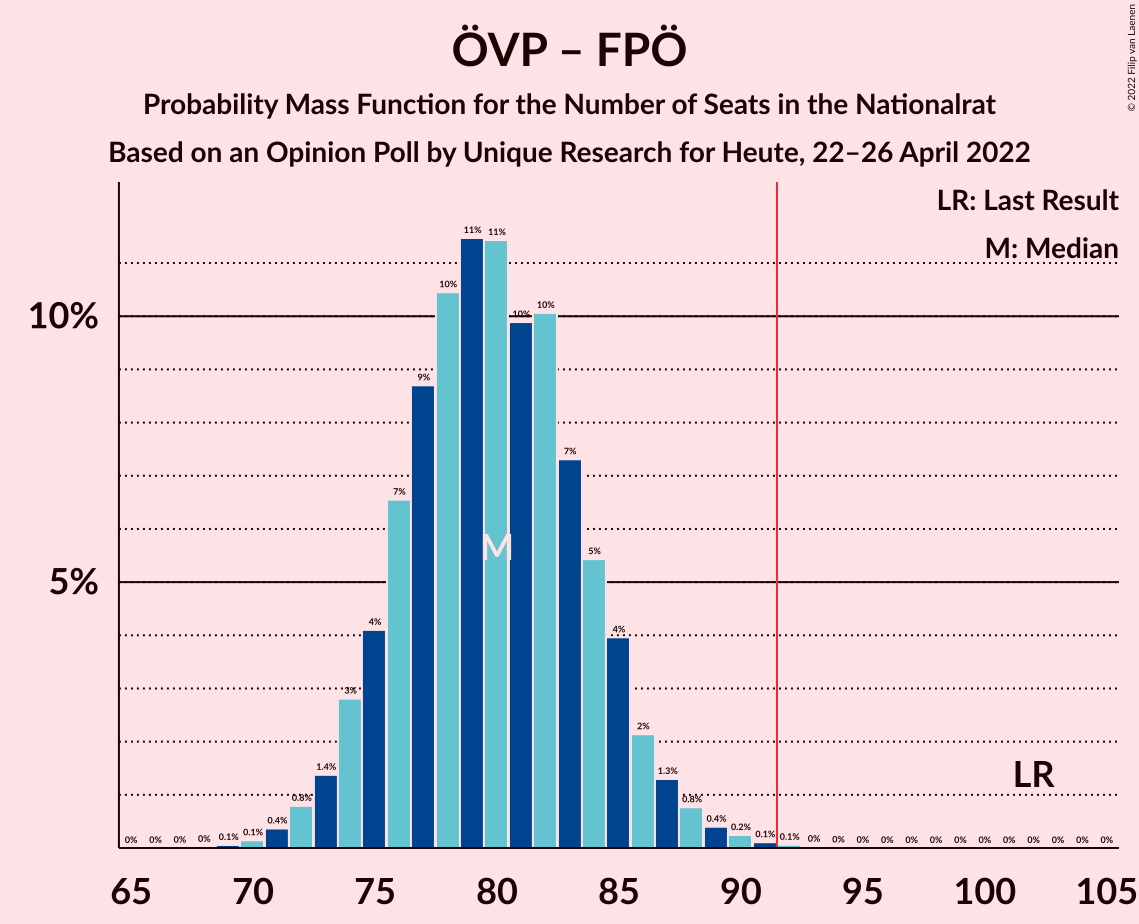 ÖVP – FPÖ
Probability Mass Function for the Number of Seats in the Nationalrat
Based on an Opinion Poll by Unique Research for Heute, 22–26 April 2022
© 2022 Filip van Laenen
LR: Last Result
M: Median
10%
5%
0% 0% 0% 0% 0.1% 0.1% 0.4% 0.8% 1.4% 3% 4% 7% 9% 10% 11% 11% 10% 10% 7% 5% 4% 2% 1.3% 0.8% 0.4% 0.2% 0.1% 0.1% 0% 0% 0% 0% 0% 0% 0% 0% 0% 0% 0% 0% 0%
M
LR
65 70 75 80 85 90 95 100 105